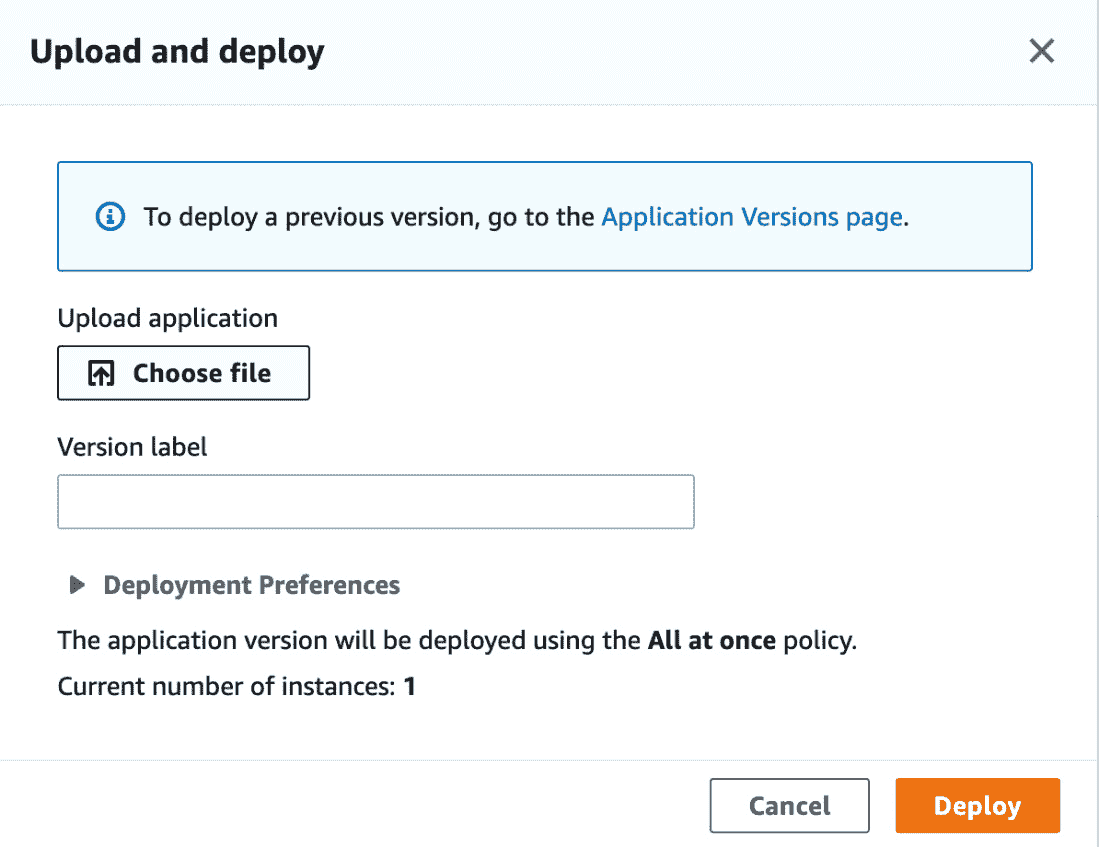 Upload and deploy
To deploy a previous version, go to the Application Versions page.
Upload application
Choose file
Version label
Deployment Preferences
The application version will be deployed using the All at once policy.
Current number of instances: 1
Cancel
Deploy